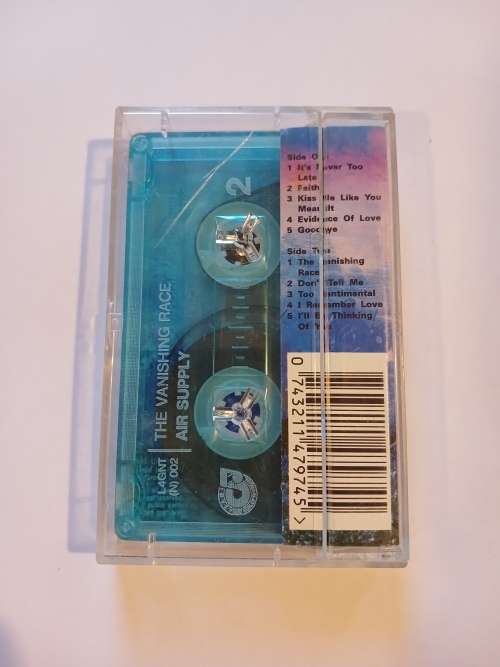 Side One
1 It's Never Too
Late
2 Faith
3 Kiss Me Like You
Mean It
4 Evidence Of Love
5 Goodbye
Side Two
1 The Vanishing
Race
2 Don't Tell Me
3 Too Sentimental
4 I Remember Love
5 I'll Be Thinking
Of You
0 743211 479745 >
2
THE VANISHING RACE
AIR SUPPLY
L4GNT
(N) 002